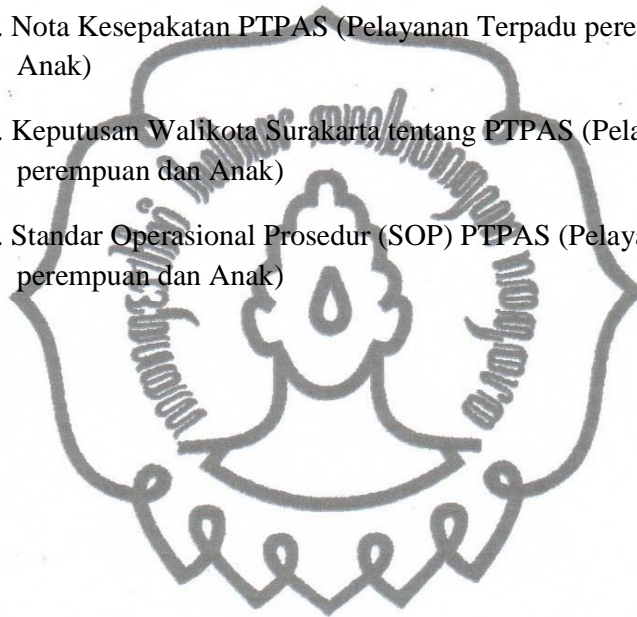 . Nota Kesepakatan PTPAS (Pelayanan Terpadu pere
Anak)
. Keputusan Walikota Surakarta tentang PTPAS (Pela
perempuan dan Anak)
. Standar Operasional Prosedur (SOP) PTPAS (Pelaya
perempuan dan Anak)